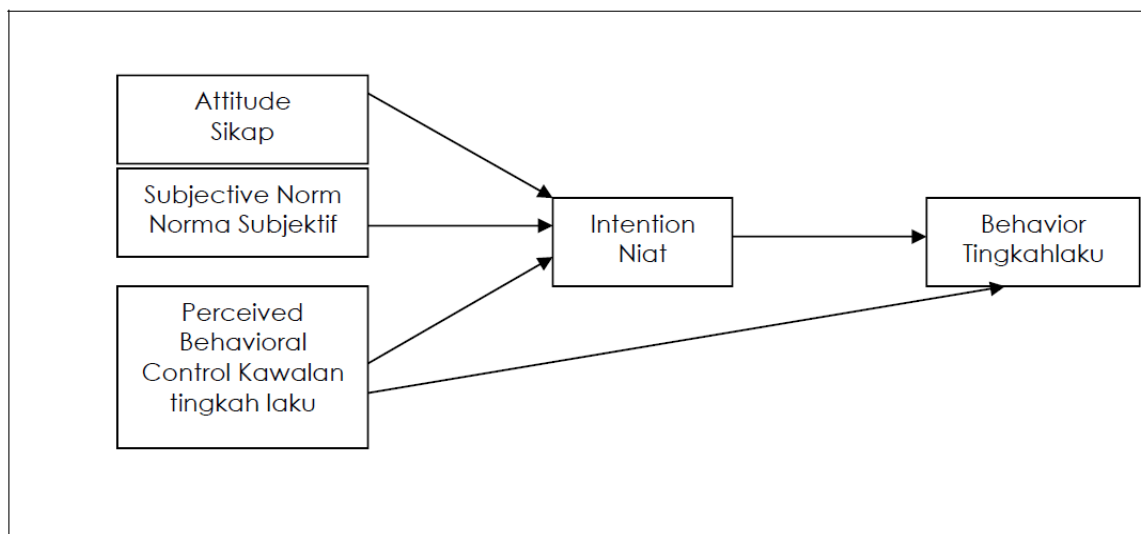 Attitude
Sikap
Subjective Norm
Norma Subjektif
Perceived
Behavioral
Control Kawalan
tingkah laku
Intention
Niat
Behavior
Tingkahlaku